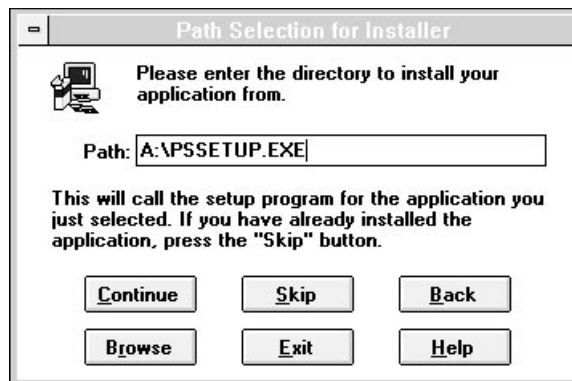 Path Selection for Installer
Please enter the directory to install your
application from.
Path: A:\PSSETUP.EXE
This will call the setup program for the application you
just selected. If you have already installed the
application, press the "Skip" button.
Continue Skip Back
Browse Exit Help